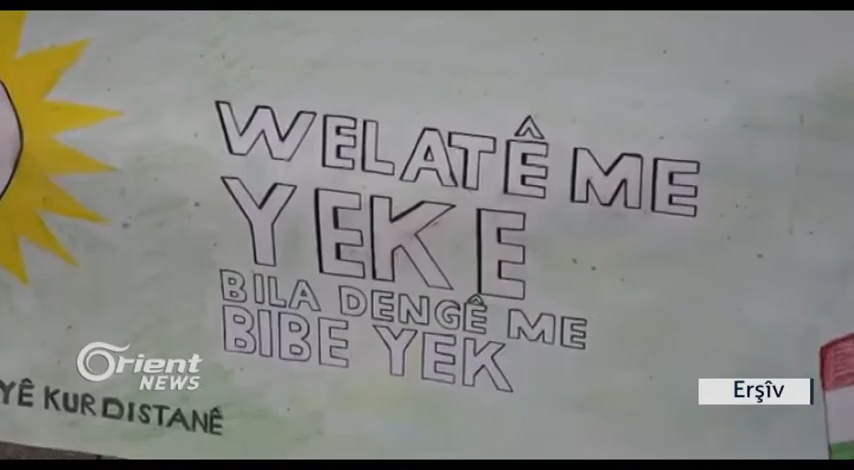 WELATÊ ME
YEKE
BILA DENGÊ ME
BIBE YEK
Orient
NEWS
YÊ KURDISTANÊ
Erşîv